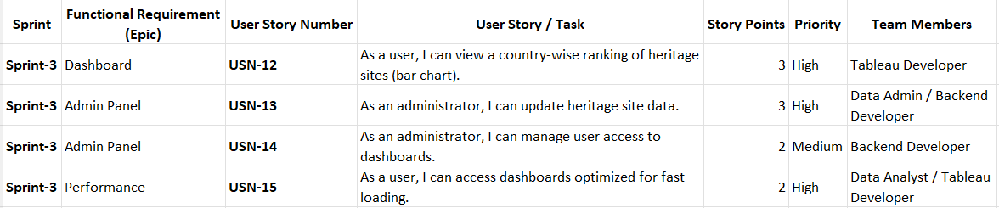 Sprint Functional Requirement (Epic) User Story Number User Story / Task Story Points Priority Team Members
Sprint-3 Dashboard USN-12 As a user, I can view a country-wise ranking of heritage sites (bar chart). 3 High Tableau Developer
Sprint-3 Admin Panel USN-13 As an administrator, I can update heritage site data. 3 High Data Admin / Backend Developer
Sprint-3 Admin Panel USN-14 As an administrator, I can manage user access to dashboards. 2 Medium Backend Developer
Sprint-3 Performance USN-15 As a user, I can access dashboards optimized for fast loading. 2 High Data Analyst / Tableau Developer